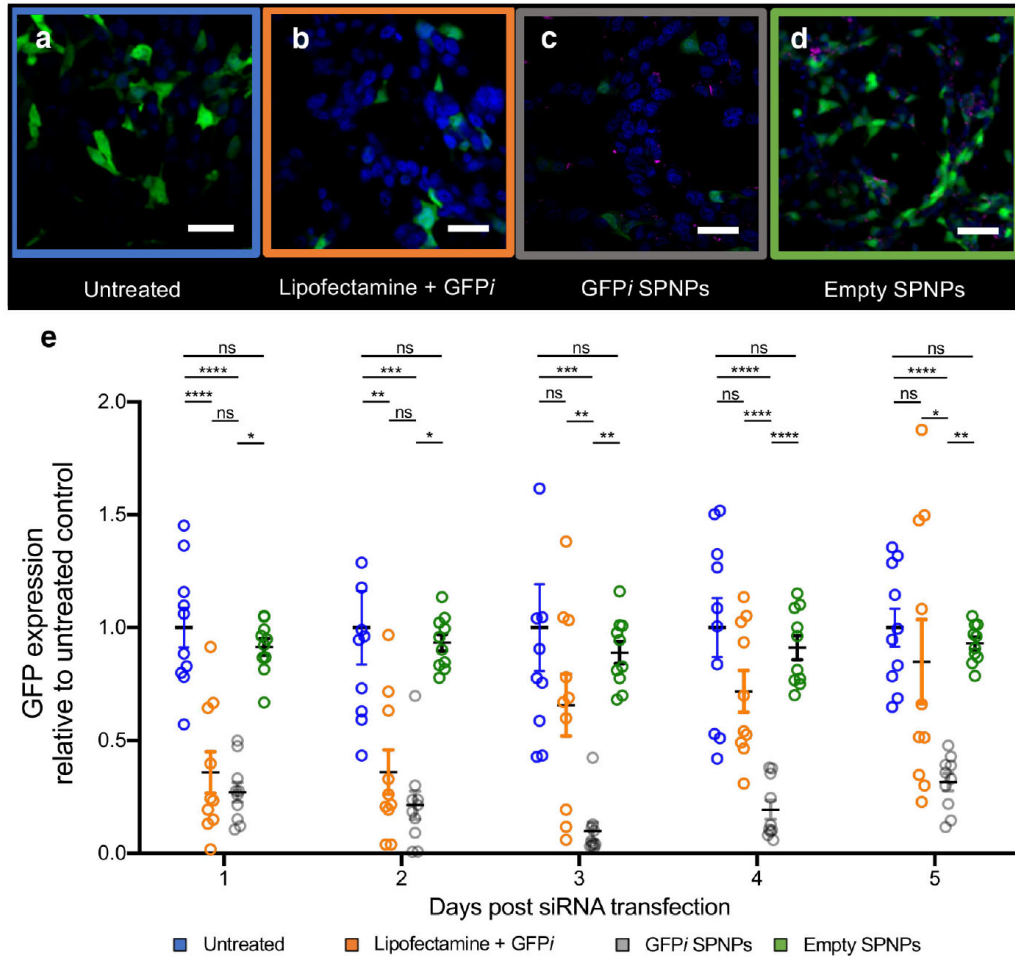 a b c d
Untreated Lipofectamine + GFPi GFPi SPNPs Empty SPNPs
e
ns ns ns ns ns
**** *** *** **** ****
**** ** ns ns ns
ns ns ** **** *
* * ** **** **
2.0
1.5
1.0
0.5
0.0
GFP expression
relative to untreated control
1 2 3 4 5
Days post siRNA transfection
Untreated Lipofectamine + GFPi GFPi SPNPs Empty SPNPs